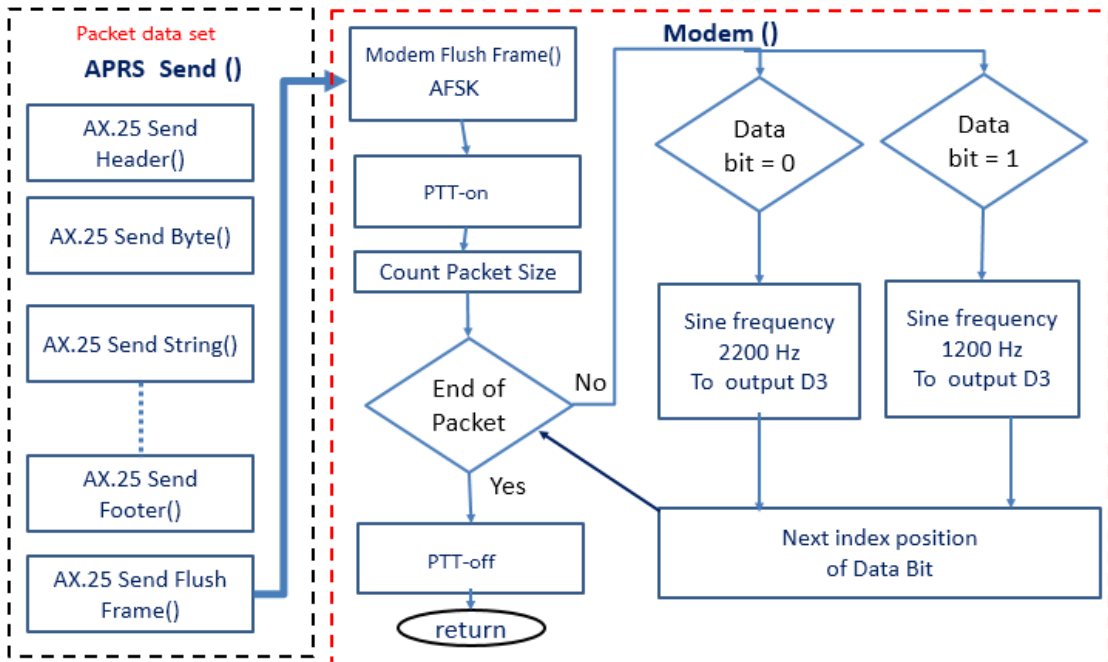 Packet data set
APRS Send ()
AX.25 Send
Header()
AX.25 Send Byte()
AX.25 Send String()
AX.25 Send
Footer()
AX.25 Send Flush
Frame()
Modem ()
Modem Flush Frame()
AFSK
PTT-on
Count Packet Size
End of
Packet
No
Yes
PTT-off
return
Data
bit = 0
Data
bit = 1
Sine frequency
2200 Hz
To output D3
Sine frequency
1200 Hz
To output D3
Next index position
of Data Bit